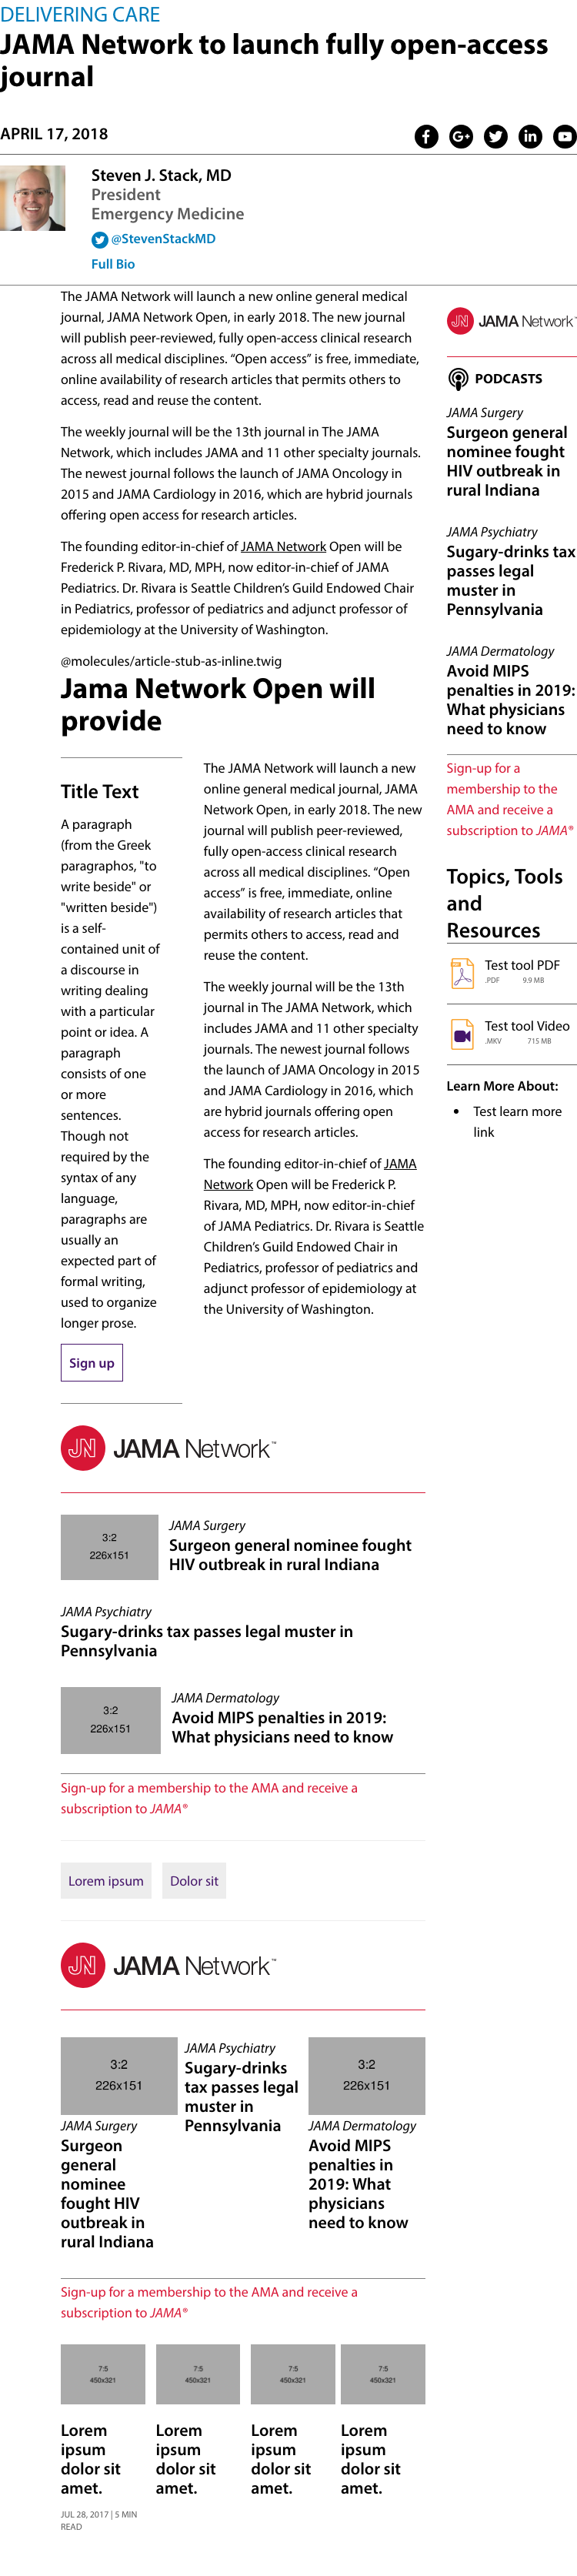 DELIVERING CARE
JAMA Network to launch fully open-access
journal
APRIL 17, 2018
Steven J. Stack, MD
President
Emergency Medicine
@StevenStackMD
Full Bio
The JAMA Network will launch a new online general medical
journal, JAMA Network Open, in early 2018. The new journal
will publish peer-reviewed, fully open-access clinical research
across all medical disciplines. “Open access” is free, immediate,
online availability of research articles that permits others to
access, read and reuse the content.
The weekly journal will be the 13th journal in The JAMA
Network, which includes JAMA and 11 other specialty journals.
The newest journal follows the launch of JAMA Oncology in
2015 and JAMA Cardiology in 2016, which are hybrid journals
offering open access for research articles.
The founding editor-in-chief of JAMA Network Open will be
Frederick P. Rivara, MD, MPH, now editor-in-chief of JAMA
Pediatrics. Dr. Rivara is Seattle Children’s Guild Endowed Chair
in Pediatrics, professor of pediatrics and adjunct professor of
epidemiology at the University of Washington.
@molecules/article-stub-as-inline.twig
Jama Network Open will
provide
Title Text
A paragraph
(from the Greek
paragraphos, "to
write beside" or
"written beside")
is a self-
contained unit of
a discourse in
writing dealing
with a particular
point or idea. A
paragraph
consists of one
or more
sentences.
Though not
required by the
syntax of any
language,
paragraphs are
usually an
expected part of
formal writing,
used to organize
longer prose.
Sign up
The JAMA Network will launch a new
online general medical journal, JAMA
Network Open, in early 2018. The new
journal will publish peer-reviewed,
fully open-access clinical research
across all medical disciplines. “Open
access” is free, immediate, online
availability of research articles that
permits others to access, read and
reuse the content.
The weekly journal will be the 13th
journal in The JAMA Network, which
includes JAMA and 11 other specialty
journals. The newest journal follows
the launch of JAMA Oncology in 2015
and JAMA Cardiology in 2016, which
are hybrid journals offering open
access for research articles.
The founding editor-in-chief of JAMA
Network Open will be Frederick P.
Rivara, MD, MPH, now editor-in-chief
of JAMA Pediatrics. Dr. Rivara is Seattle
Children’s Guild Endowed Chair in
Pediatrics, professor of pediatrics and
adjunct professor of epidemiology at
the University of Washington.
JN JAMA Network™
3:2
226x151
JAMA Surgery
Surgeon general nominee fought
HIV outbreak in rural Indiana
JAMA Psychiatry
Sugary-drinks tax passes legal muster in
Pennsylvania
3:2
226x151
JAMA Dermatology
Avoid MIPS penalties in 2019:
What physicians need to know
Sign-up for a membership to the AMA and receive a
subscription to JAMA®
Lorem ipsum
Dolor sit
JN JAMA Network™
3:2
226x151
JAMA Surgery
Surgeon
general
nominee
fought HIV
outbreak in
rural Indiana
JAMA Psychiatry
Sugary-drinks
tax passes legal
muster in
Pennsylvania
3:2
226x151
JAMA Dermatology
Avoid MIPS
penalties in
2019: What
physicians
need to know
Sign-up for a membership to the AMA and receive a
subscription to JAMA®
7:5
450x321
Lorem
ipsum
dolor sit
amet.
JUL 28, 2017 | 5 MIN
READ
7:5
450x321
Lorem
ipsum
dolor sit
amet.
7:5
450x321
Lorem
ipsum
dolor sit
amet.
7:5
450x321
Lorem
ipsum
dolor sit
amet.
JN JAMA Network™
PODCASTS
JAMA Surgery
Surgeon general
nominee fought
HIV outbreak in
rural Indiana
JAMA Psychiatry
Sugary-drinks tax
passes legal
muster in
Pennsylvania
JAMA Dermatology
Avoid MIPS
penalties in 2019:
What physicians
need to know
Sign-up for a
membership to the
AMA and receive a
subscription to JAMA®
Topics, Tools
and
Resources
Test tool PDF
.PDF 9.9 MB
Test tool Video
.MKV 715 MB
Learn More About:
• Test learn more
link